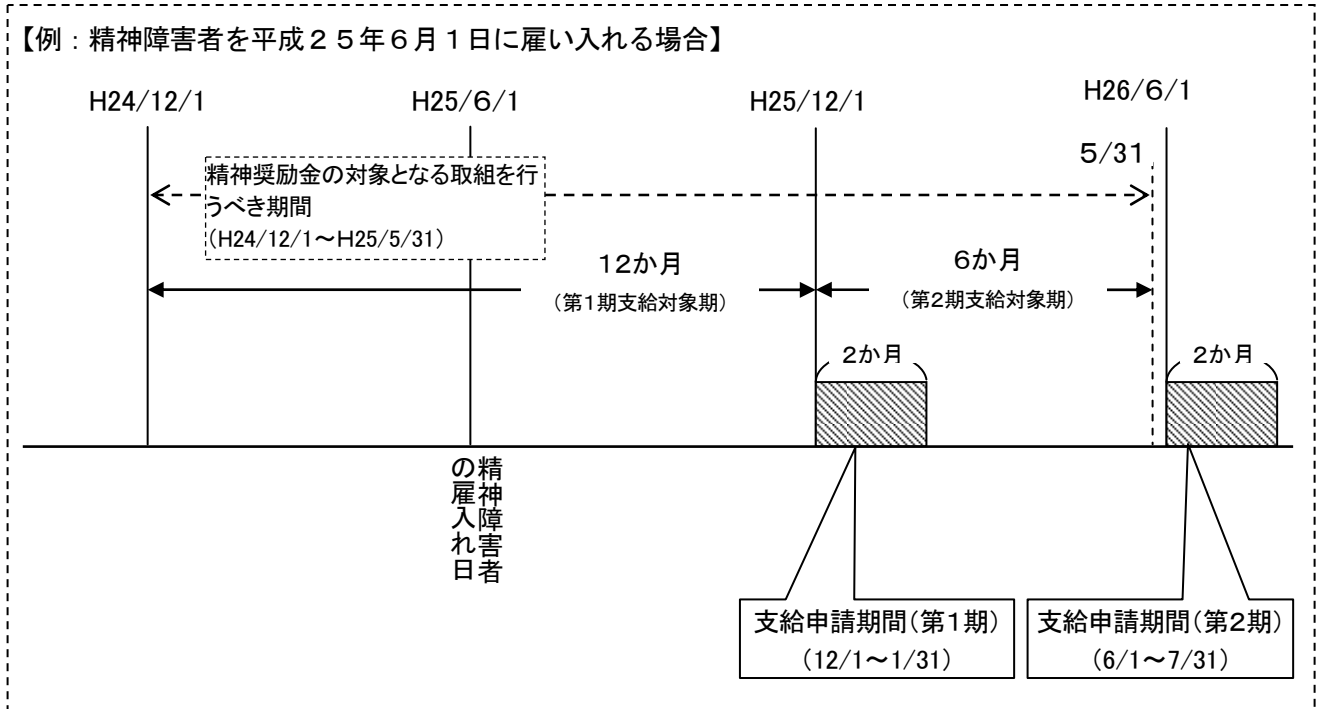 【例：精神障害者を平成２５年６月１日に雇い入れる場合】
H24/12/1
H25/6/1
H25/12/1
H26/6/1
5/31
精神奨励金の対象となる取組を行
うべき期間
（H24/12/1～H25/5/31）
１２か月
（第１期支給対象期）
６か月
（第２期支給対象期）
２か月
２か月
精神障害者
の雇入れ日
支給申請期間（第１期）
（12/1～1/31）
支給申請期間（第２期）
（6/1～7/31）